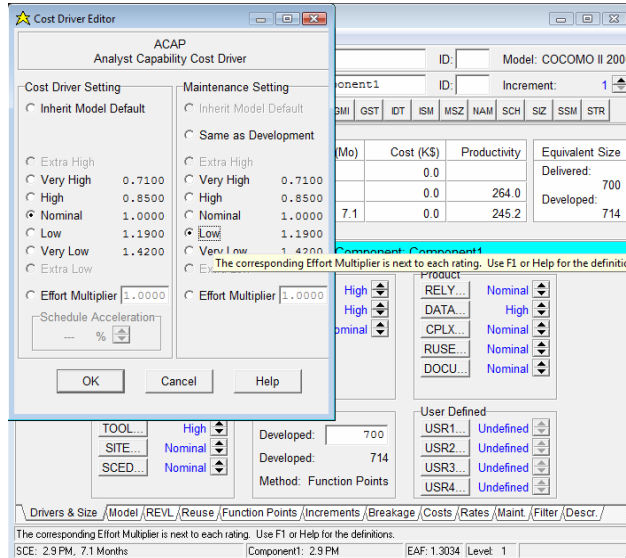 Cost Driver Editor
ACAP
Analyst Capability Cost Driver
Cost Driver Setting
Inherit Model Default
Extra High
Very High 0.7100
High 0.8500
Nominal 1.0000
Low 1.1900
Very Low 1.4200
Extra Low
Effort Multiplier 1.0000
Schedule Acceleration
--- %
Maintenance Setting
Inherit Model Default
Same as Development
Extra High
Very High 0.7100
High 0.8500
Nominal 1.0000
Low 1.1900
Very Low 1.4200
Effort Multiplier 1.0000
OK Cancel Help
The corresponding Effort Multiplier is next to each rating. Use F1 or Help for the definitio
ID: Model: COCOMO II 200
onent1 ID: Increment: 1
GMI GST IDT ISM MSZ NAM SCH SIZ SSM STR
(Mo) Cost (K$) Productivity Equivalent Size
0.0 Delivered:
700
0.0 264.0 Developed:
7.1 0.0 245.2 714
Component: Component1
High
High
ominal
Product
RELY... Nominal
DATA... High
CPLX... Nominal
RUSE... Nominal
DOCU... Nominal
TOOL... High
SITE... Nominal
SCED... Nominal
Developed: 700
Developed: 714
Method: Function Points
User Defined
USR1... Undefined
USR2... Undefined
USR3... Undefined
USR4... Undefined
Drivers & Size Model REVL Reuse Function Points Increments Breakage Costs Rates Maint. Filter Descr.
The corresponding Effort Multiplier is next to each rating. Use F1 or Help for the definitions.
SCE: 2.9 PM, 7.1 Months Component1: 2.9 PM EAF: 1.3034 Level: 1